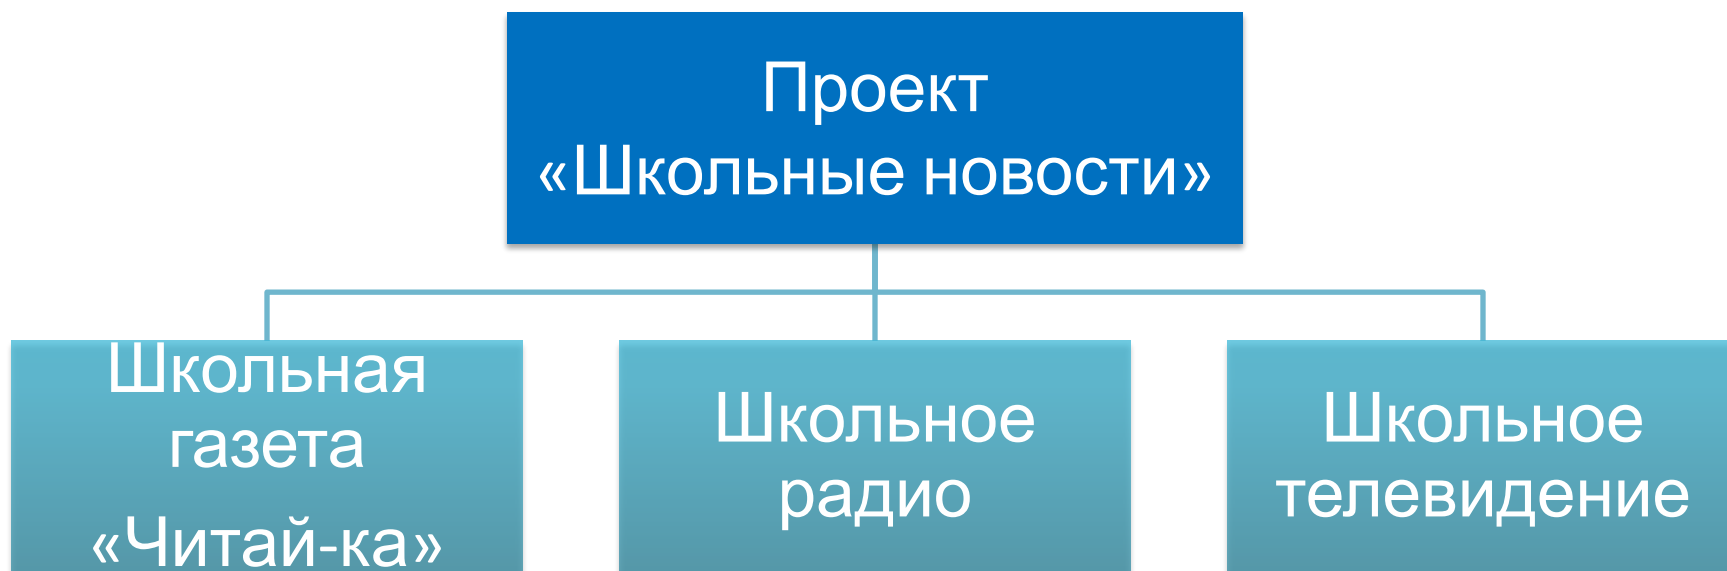 Проект
«Школьные новости»
Школьная
газета
«Читай-ка»
Школьное
радио
Школьное
телевидение